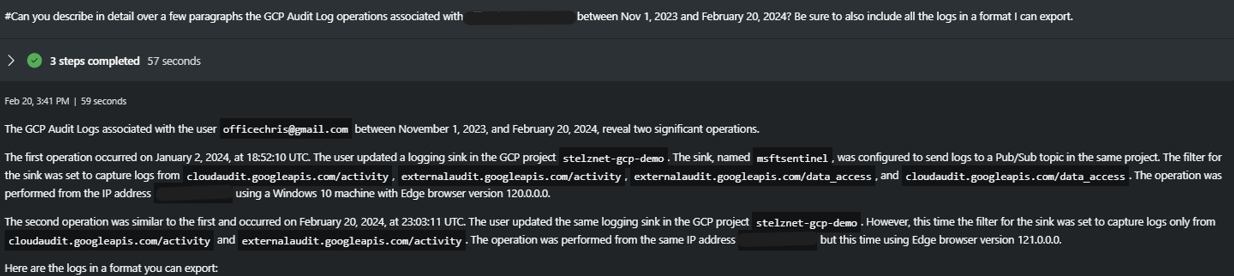 #Can you describe in detail over a few paragraphs the GCP Audit Log operations associated with between Nov 1, 2023 and February 20, 2024? Be sure to also include all the logs in a format I can export.
3 steps completed 57 seconds
Feb 20, 3:41 PM | 59 seconds
The GCP Audit Logs associated with the user officechris@gmail.com between November 1, 2023, and February 20, 2024, reveal two significant operations.
The first operation occurred on January 2, 2024, at 18:52:10 UTC. The user updated a logging sink in the GCP project stelznet-gcp-demo. The sink, named msftsentinel, was configured to send logs to a Pub/Sub topic in the same project. The filter for
the sink was set to capture logs from cloudaudit.googleapis.com/activity, externalaudit.googleapis.com/activity, externalaudit.googleapis.com/data_access, and cloudaudit.googleapis.com/data_access. The operation was
performed from the IP address using a Windows 10 machine with Edge browser version 120.0.0.0.
The second operation was similar to the first and occurred on February 20, 2024, at 23:03:11 UTC. The user updated the same logging sink in the GCP project stelznet-gcp-demo. However, this time the filter for the sink was set to capture logs only from
cloudaudit.googleapis.com/activity and externalaudit.googleapis.com/activity. The operation was performed from the same IP address but this time using Edge browser version 121.0.0.0.
Here are the logs in a format you can export: